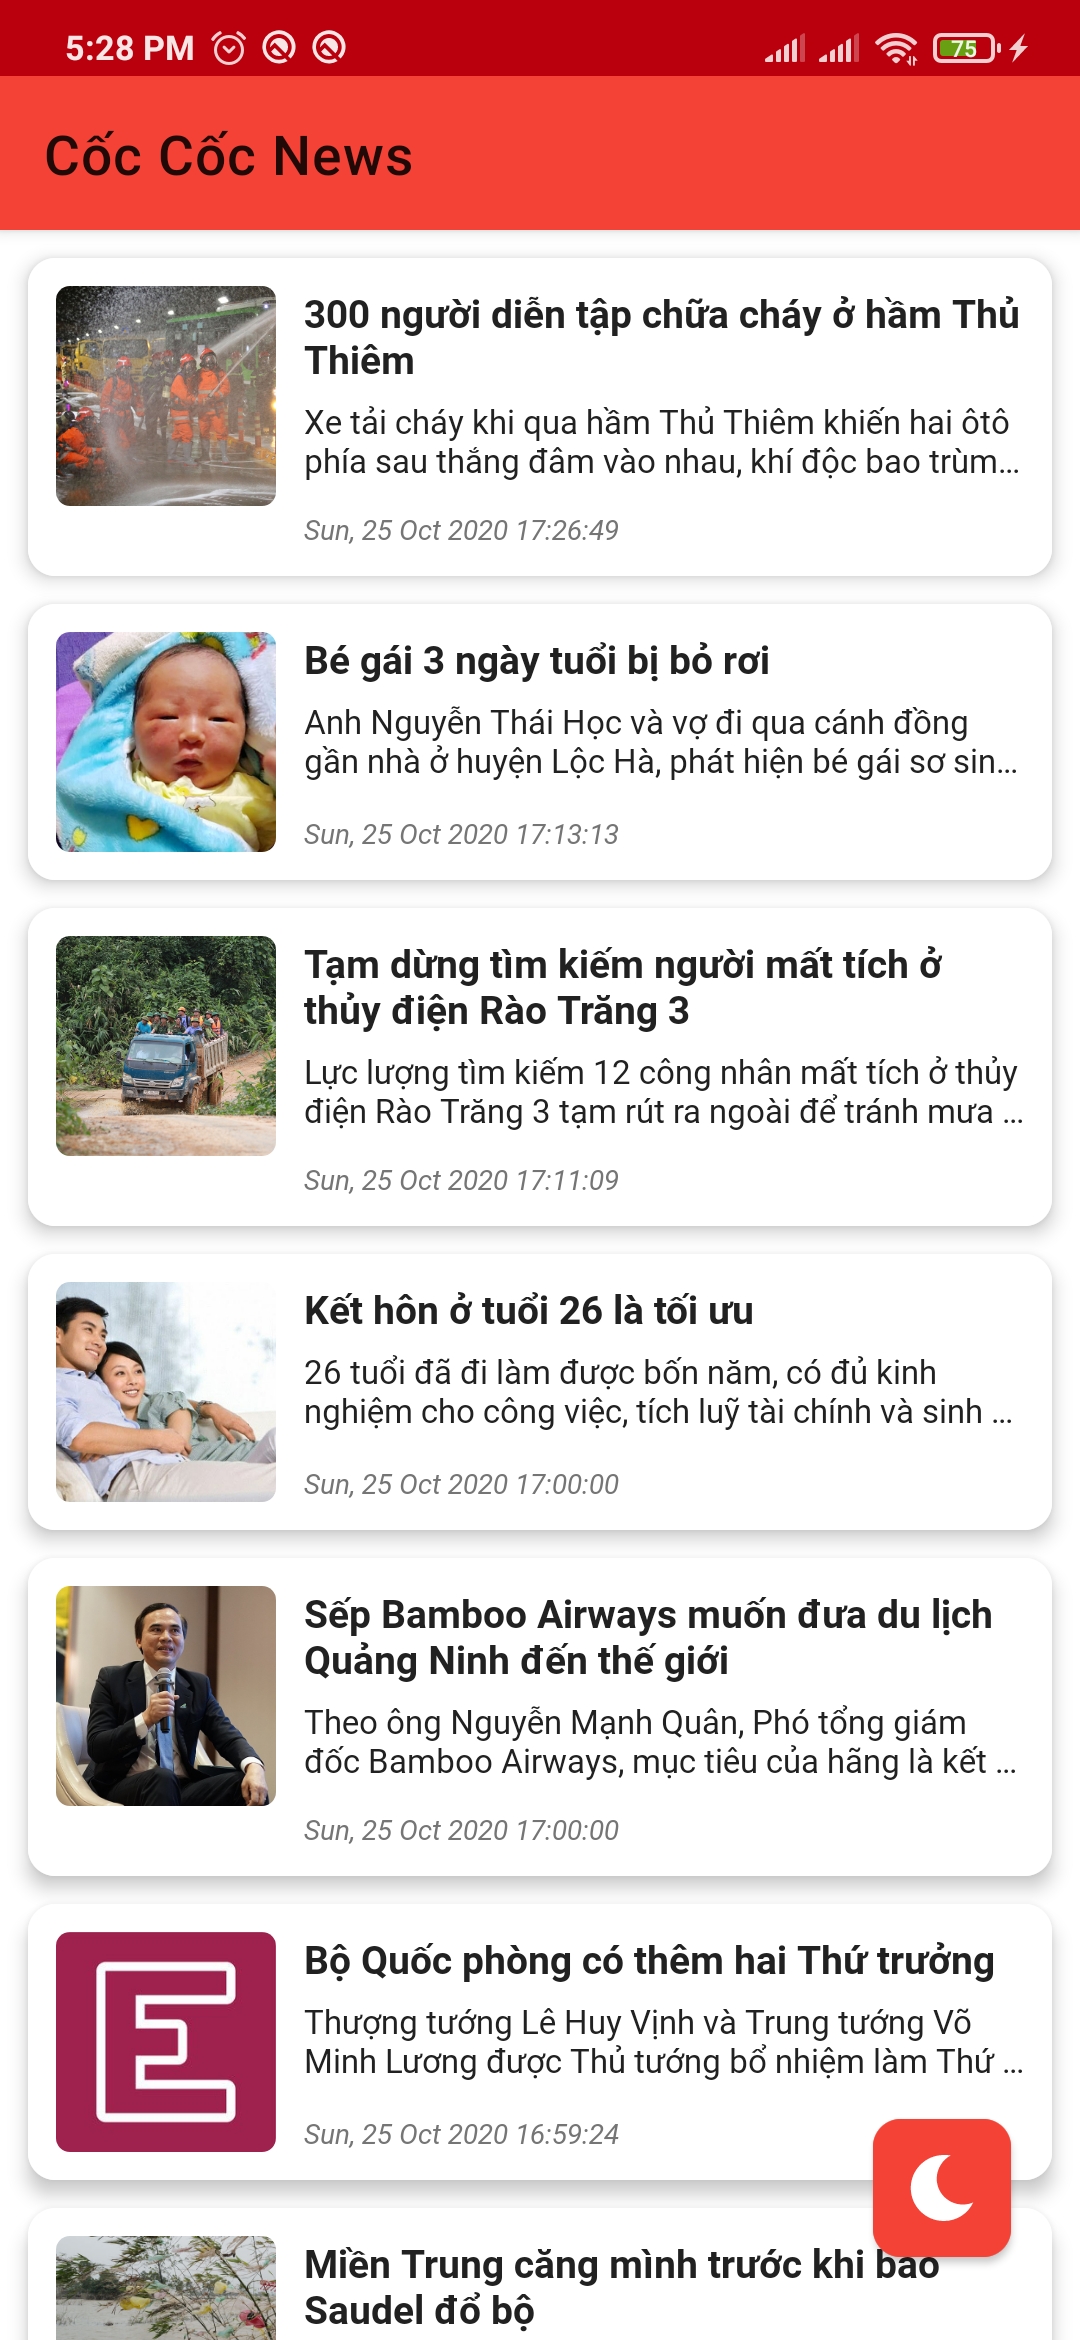 5:28 PM
75
Cốc Cốc News
300 người diễn tập chữa cháy ở hầm Thủ
Thiêm
Xe tải cháy khi qua hầm Thủ Thiêm khiến hai ôtô
phía sau thắng đâm vào nhau, khí độc bao trùm...
Sun, 25 Oct 2020 17:26:49
Bé gái 3 ngày tuổi bị bỏ rơi
Anh Nguyễn Thái Học và vợ đi qua cánh đồng
gần nhà ở huyện Lộc Hà, phát hiện bé gái sơ sin...
Sun, 25 Oct 2020 17:13:13
Tạm dừng tìm kiếm người mất tích ở
thủy điện Rào Trăng 3
Lực lượng tìm kiếm 12 công nhân mất tích ở thủy
điện Rào Trăng 3 tạm rút ra ngoài để tránh mưa ...
Sun, 25 Oct 2020 17:11:09
Kết hôn ở tuổi 26 là tối ưu
26 tuổi đã đi làm được bốn năm, có đủ kinh
nghiệm cho công việc, tích luỹ tài chính và sinh ...
Sun, 25 Oct 2020 17:00:00
Sếp Bamboo Airways muốn đưa du lịch
Quảng Ninh đến thế giới
Theo ông Nguyễn Mạnh Quân, Phó tổng giám
đốc Bamboo Airways, mục tiêu của hãng là kết ...
Sun, 25 Oct 2020 17:00:00
E
Bộ Quốc phòng có thêm hai Thứ trưởng
Thượng tướng Lê Huy Vịnh và Trung tướng Võ
Minh Lương được Thủ tướng bổ nhiệm làm Thứ ...
Sun, 25 Oct 2020 16:59:24
Miền Trung căng mình trước khi bão
Saudel đổ bộ